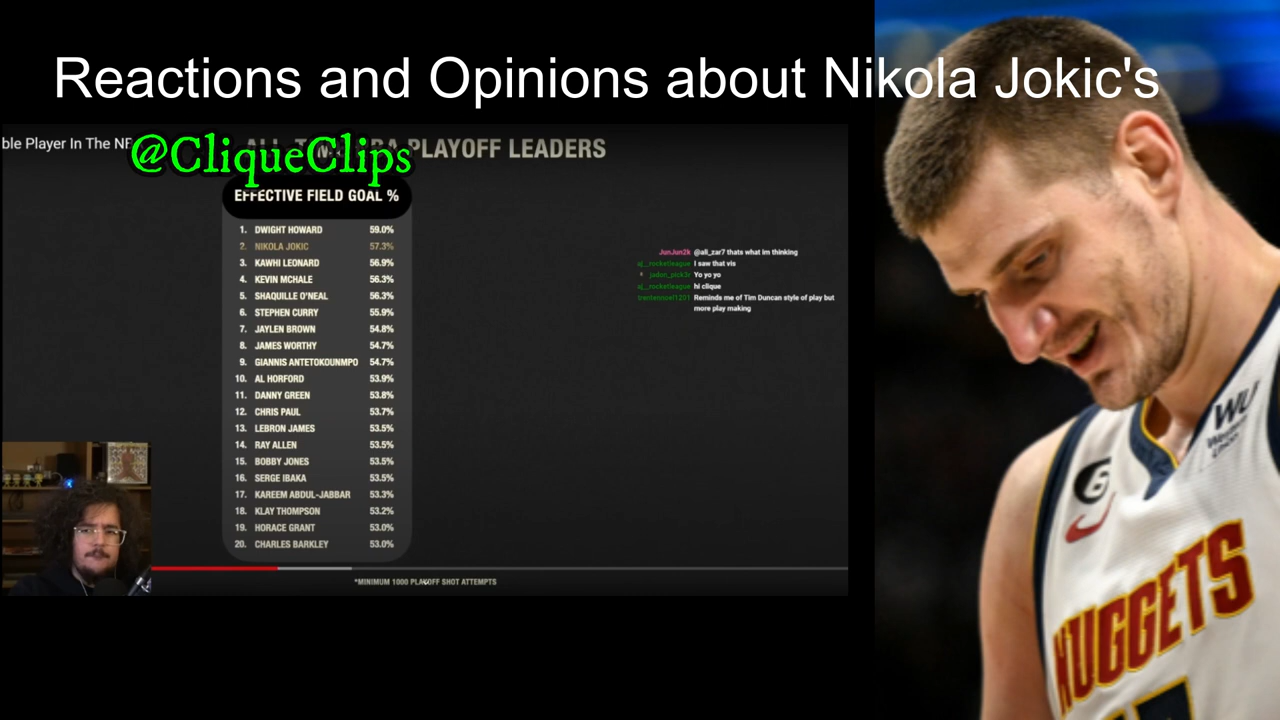 Reactions and Opinions about Nikola Jokic's
ble Player In The NE
@CliqueClips
PLAYOFF LEADERS
EFFECTIVE FIELD GOAL %
1. DWIGHT HOWARD 59.0%
2. NIKOLA JOKIC 57.3%
3. KAWHI LEONARD 56.9%
4. KEVIN MCHALE 56.3%
5. SHAQUILLE O'NEAL 56.3%
6. STEPHEN CURRY 55.9%
7. JAYLEN BROWN 54.8%
8. JAMES WORTHY 54.7%
9. GIANNIS ANTETOKOUNMPO 54.7%
10. AL HORFORD 53.9%
11. DANNY GREEN 53.8%
12. CHRIS PAUL 53.7%
13. LEBRON JAMES 53.5%
14. RAY ALLEN 53.5%
15. BOBBY JONES 53.5%
16. SERGE IBAKA 53.5%
17. KAREEM ABDUL-JABBAR 53.3%
18. KLAY THOMPSON 53.2%
19. HORACE GRANT 53.0%
20. CHARLES BARKLEY 53.0%
*MINIMUM 1000 PLAYOFF SHOT ATTEMPTS
JunJun2k @ali_zar7 thats what im thinking
aj__rocketleague I saw that vis
jadon_pick3r Yo yo yo
aj__rocketleague hi clique
Reminds me of Tim Duncan style of play but
more play making
6
WU
NUGGETS